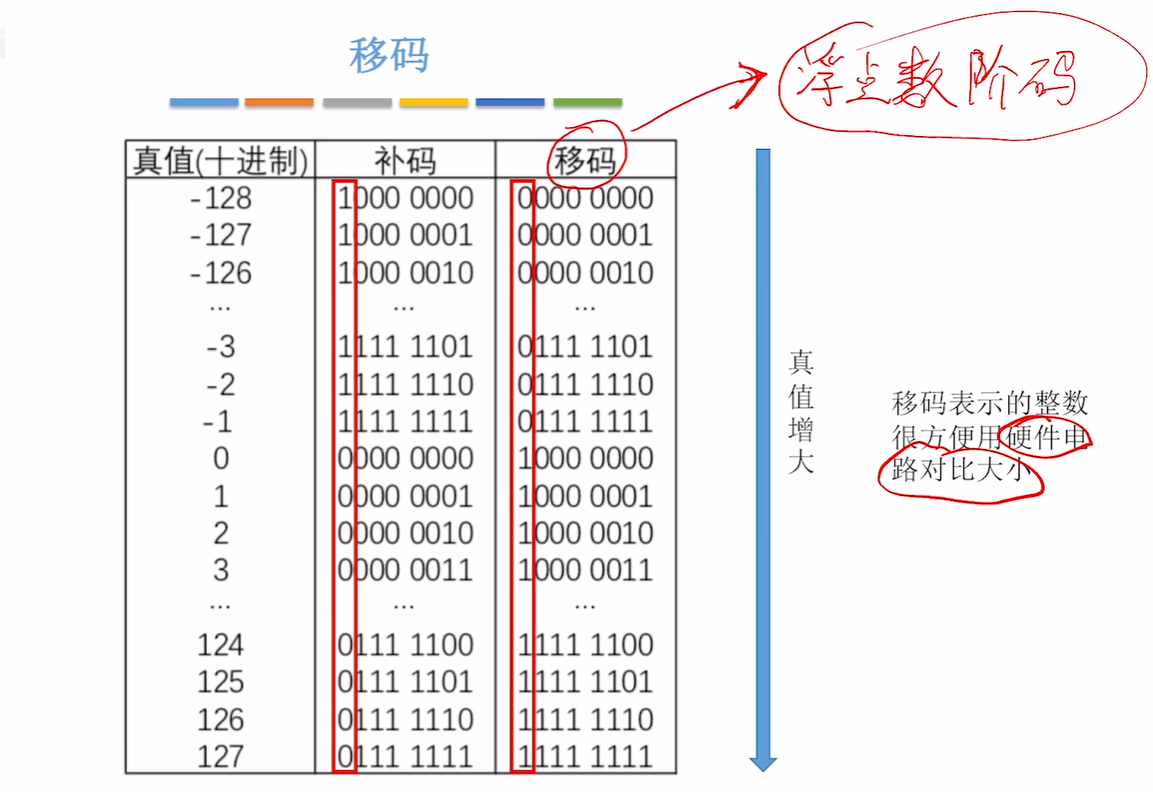 移码
浮点数阶码
真值(十进制) 补码 移码
-128 1000 0000 0000 0000
-127 1000 0001 0000 0001
-126 1000 0010 0000 0010
... ... ...
-3 1111 1101 0111 1101
-2 1111 1110 0111 1110
-1 1111 1111 0111 1111
0 0000 0000 1000 0000
1 0000 0001 1000 0001
2 0000 0010 1000 0010
3 0000 0011 1000 0011
... ... ...
124 0111 1100 1111 1100
125 0111 1101 1111 1101
126 0111 1110 1111 1110
127 0111 1111 1111 1111
真值增大
移码表示的整数
很方便用硬件电
路对比大小